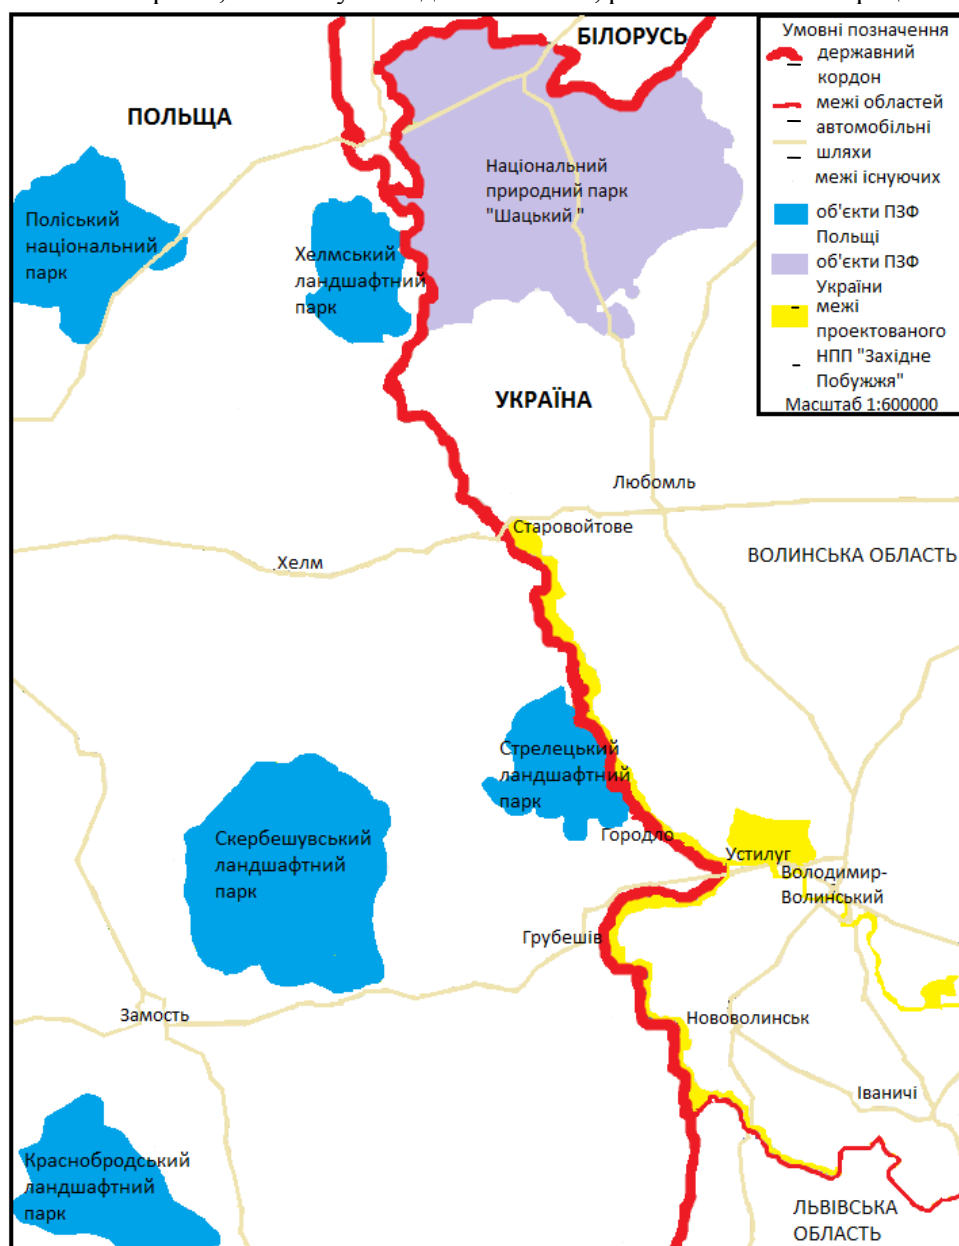 БІЛОРУСЬ
Умовні позначення
державний
кордон
межі областей
автомобільні
шляхи
межі існуючих
об'єкти ПЗФ
Польщі
об'єкти ПЗФ
України
межі
проектованого
НПП "Західне
Побужжя"
Масштаб 1:600000
ПОЛЬЩА
Національний
природний парк
"Шацький "
Поліський
національний
парк
Хелмський
ландшафтний
парк
УКРАЇНА
Любомль
Старовойтове
ВОЛИНСЬКА ОБЛАСТЬ
Хелм
Стрелецький
ландшафтний
парк
Городло
Скербешувський
ландшафтний
парк
Устилуг
Володимир-
Волинський
Грубешів
Замость
Нововолинськ
Іваничі
Краснобродський
ландшафтний
парк
ЛЬВІВСЬКА
ОБЛАСТЬ